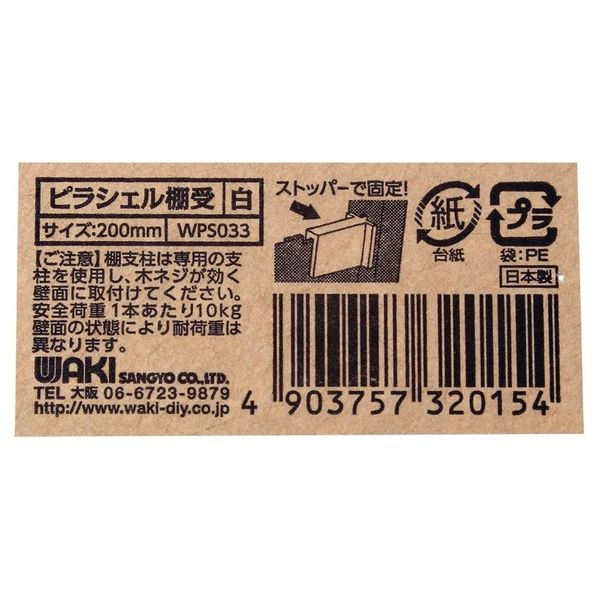 ピラシェル棚受 白
サイズ:200mm WPS033
【ご注意】棚支柱は専用の支
柱を使用し、木ネジが効く
壁面に取付けてください。
安全荷重1本あたり10kg
壁面の状態により耐荷重は
異なります。
WAKI SANGYO CO.,LTD.
TEL 大阪 06-6723-9879
http://www.waki-diy.co.jp
ストッパーで固定!
紙
台紙
プラ
袋:PE
日本製
4 903757 320154